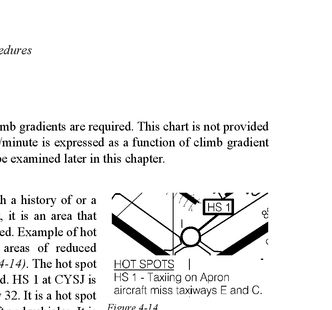 edures
mb gradients are required. This chart is not provided
/minute is expressed as a function of climb gradient
be examined later in this chapter.
h a history of or a
, it is an area that
ed. Example of hot
areas of reduced
4-14). The hot spot
d. HS 1 at CYSJ is
32. It is a hot spot
HS 1
HOT SPOTS
HS 1 - Taxiing on Apron
aircraft miss taxiways E and C.
Figure 4-14